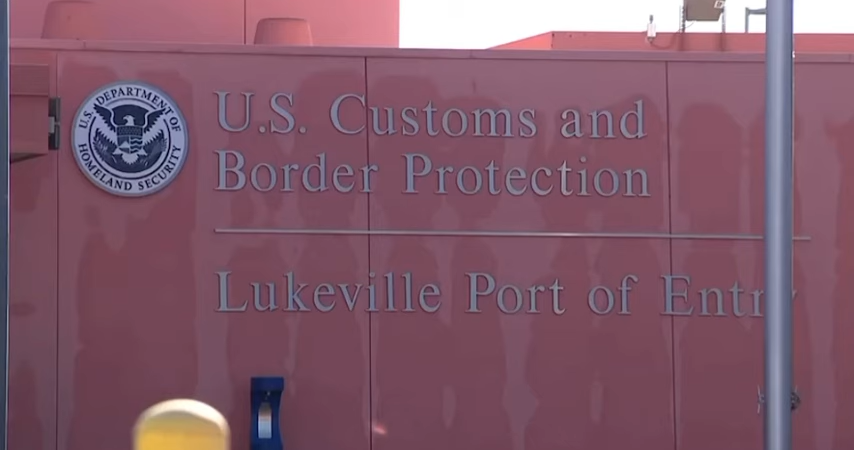 U.S. DEPARTMENT OF
HOMELAND SECURITY
U.S. Customs and
Border Protection
Lukeville Port of Entry